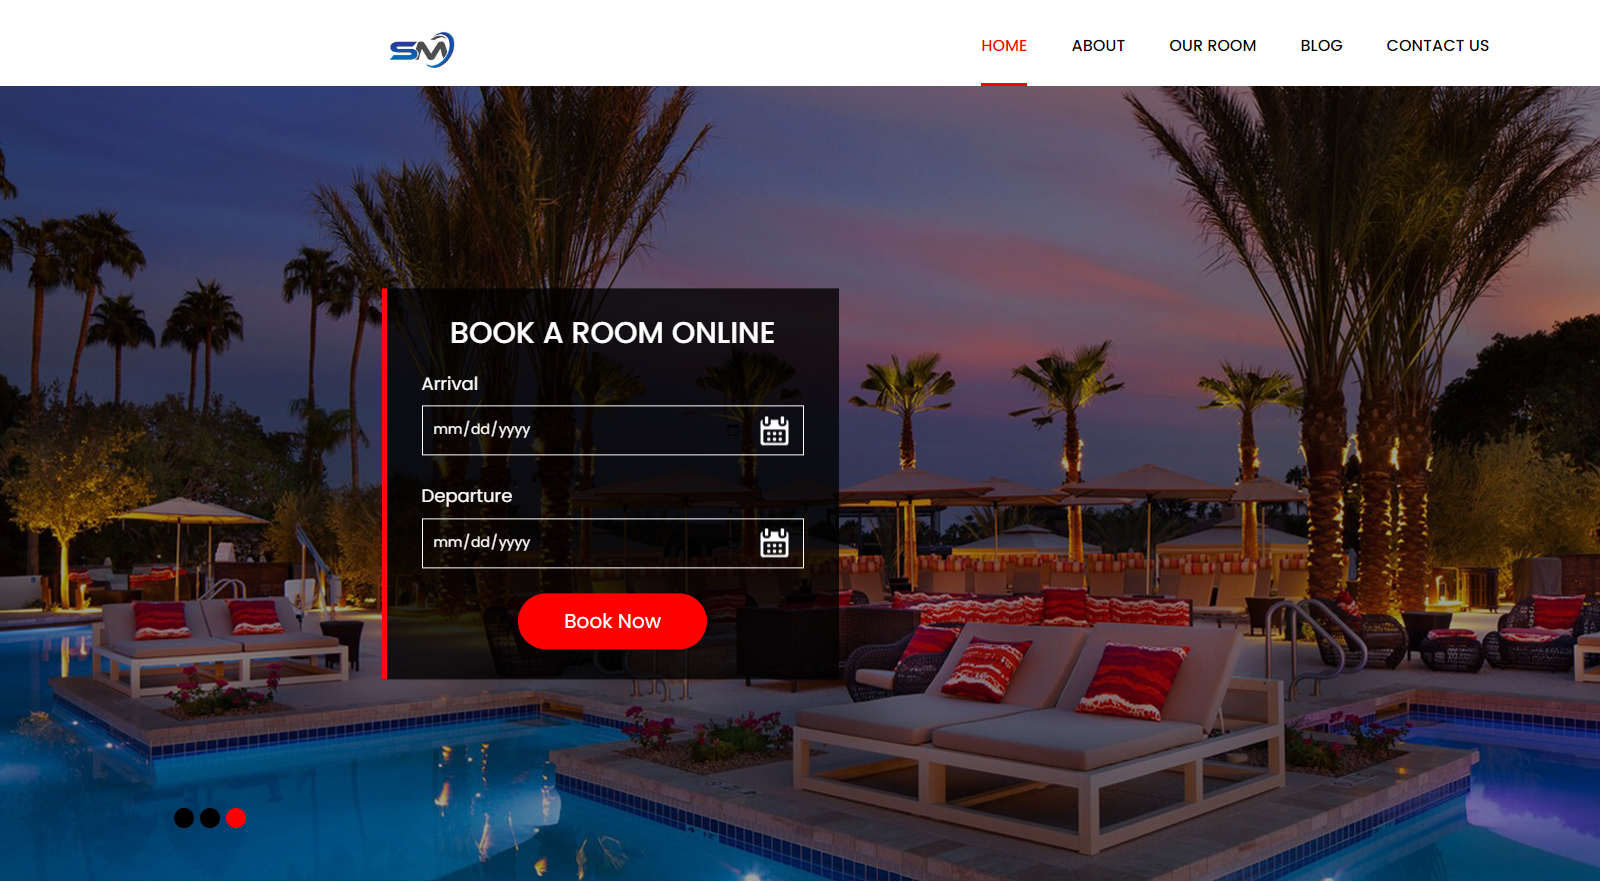 SM
HOME
ABOUT
OUR ROOM
BLOG
CONTACT US
BOOK A ROOM ONLINE
Arrival
mm/dd/yyyy
Departure
mm/dd/yyyy
Book Now